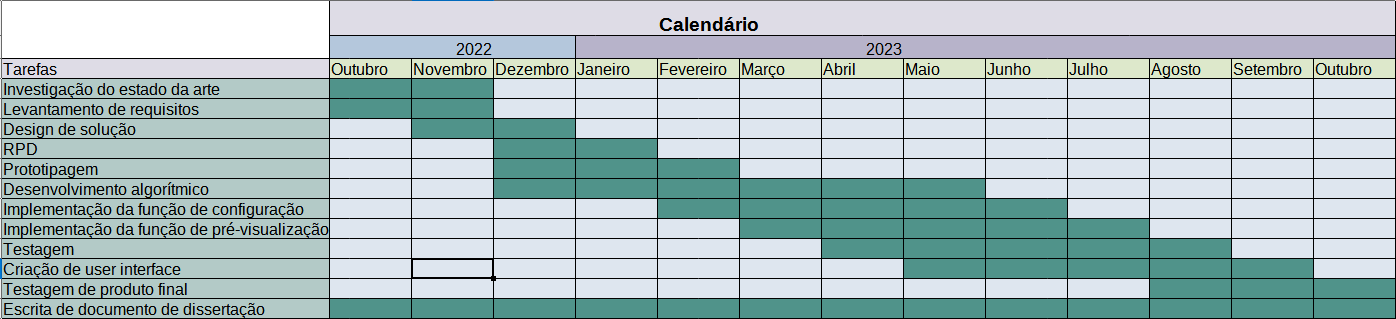 Calendário
2022 2023
Tarefas Outubro Novembro Dezembro Janeiro Fevereiro Março Abril Maio Junho Julho Agosto Setembro Outubro
Investigação do estado da arte
Levantamento de requisitos
Design de solução
RPD
Prototipagem
Desenvolvimento algorítmico
Implementação da função de configuração
Implementação da função de pré-visualização
Testagem
Criação de user interface
Testagem de produto final
Escrita de documento de dissertação